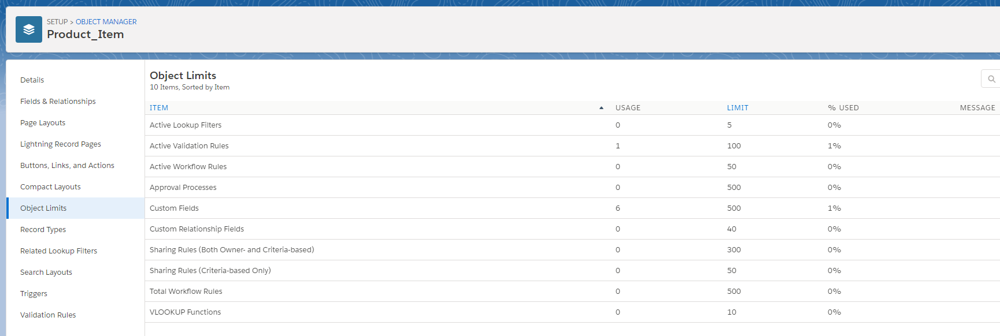 SETUP > OBJECT MANAGER
Product_Item
Details
Fields & Relationships
Page Layouts
Lightning Record Pages
Buttons, Links, and Actions
Compact Layouts
Object Limits
Record Types
Related Lookup Filters
Search Layouts
Triggers
Validation Rules
Object Limits
10 Items, Sorted by Item
ITEM USAGE LIMIT % USED MESSAGE
Active Lookup Filters 0 5 0%
Active Validation Rules 1 100 1%
Active Workflow Rules 0 50 0%
Approval Processes 0 500 0%
Custom Fields 6 500 1%
Custom Relationship Fields 0 40 0%
Sharing Rules (Both Owner- and Criteria-based) 0 300 0%
Sharing Rules (Criteria-based Only) 0 50 0%
Total Workflow Rules 0 500 0%
VLOOKUP Functions 0 10 0%